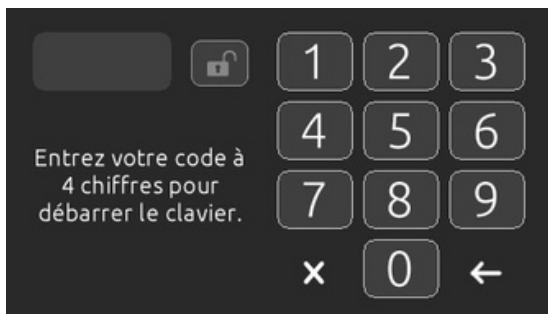 1 2 3
4 5 6
Entrez votre code à
4 chiffres pour
débarrer le clavier.
7 8 9
0